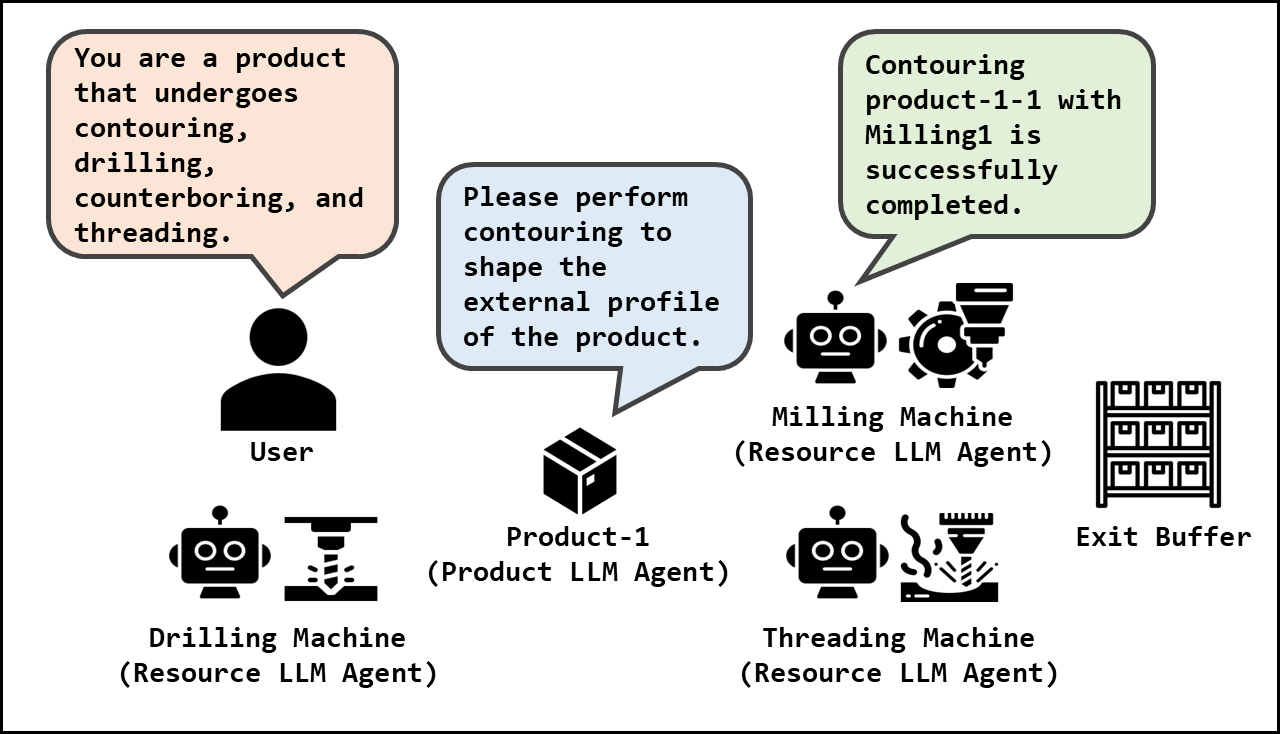 You are a product
that undergoes
contouring,
drilling,
counterboring, and
threading.
Please perform
contouring to
shape the
external profile
of the product.
Contouring
product-1-1 with
Milling1 is
successfully
completed.
User
Milling Machine
(Resource LLM Agent)
Product-1
(Product LLM Agent)
Exit Buffer
Drilling Machine
(Resource LLM Agent)
Threading Machine
(Resource LLM Agent)